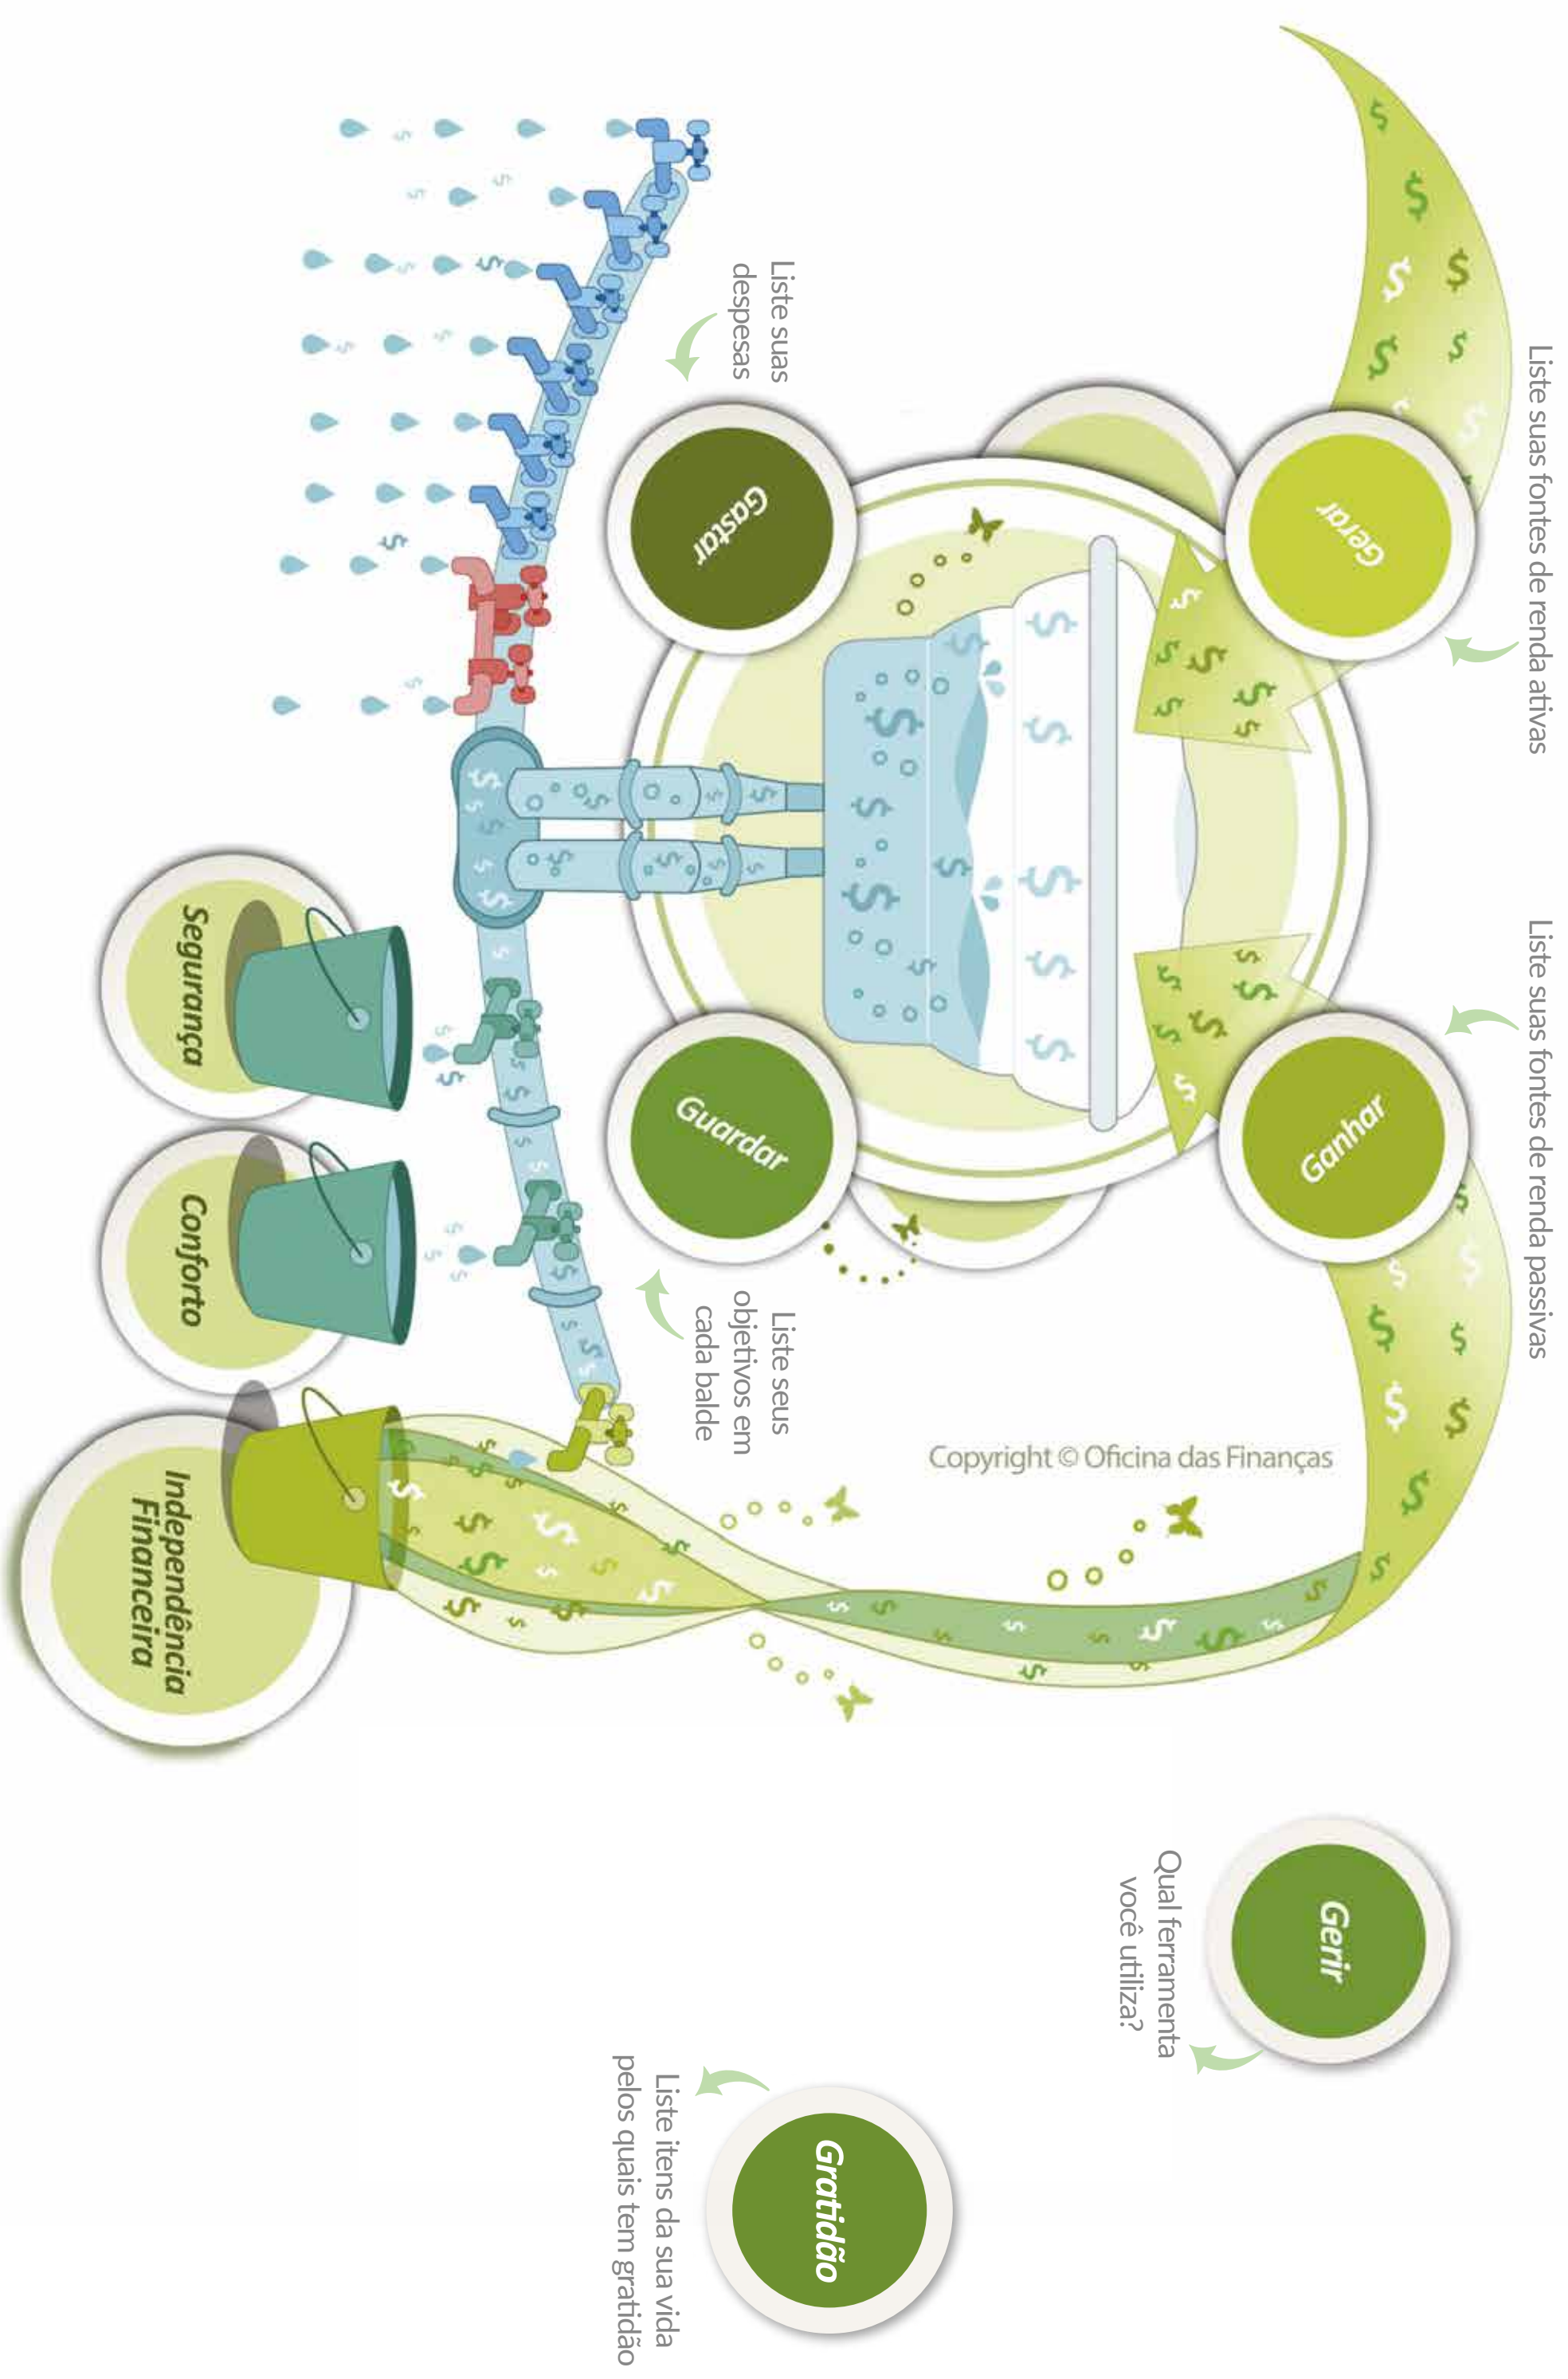 Liste suas fontes de renda ativas
Liste suas fontes de renda passivas
Gerar
Ganhar
Gerir
Qual ferramenta
você utiliza?
Liste suas
despesas
Gastar
Guardar
Liste seus
objetivos em
cada balde
Copyright © Oficina das Finanças
Gratidão
Liste itens da sua vida
pelos quais tem gratidão
Segurança
Conforto
Independência
Financeira